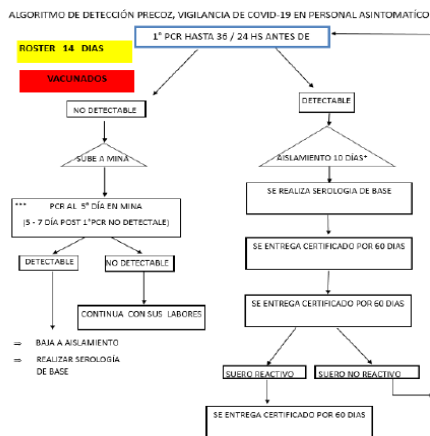 ALGORITMO DE DETECCIÓN PRECOZ, VIGILANCIA DE COVID-19 EN PERSONAL ASINTOMATÍCO
1° PCR HASTA 36 / 24 HS ANTES DE
ROSTER 14 DIAS
VACUNADOS
NO DETECTABLE
DETECTABLE
SUBE A MINA
AISLAMIENTO 10 DÍAS*
*** PCR AL 5° DÍA EN MINA
(5 - 7 DÍA POST 1°PCR NO DETECTALE)
SE REALIZA SEROLOGIA DE BASE
SE ENTREGA CERTIFICADO POR 60 DIAS
DETECTABLE
NO DETECTABLE
SE ENTREGA CERTIFICADO POR 60 DIAS
CONTINUA CON SUS LABORES
⇒ BAJA A AISLAMIENTO
⇒ REALIZAR SEROLOGÍA
DE BASE
SUERO REACTIVO
SUERO NO REACTIVO
SE ENTREGA CERTIFICADO POR 60 DIAS